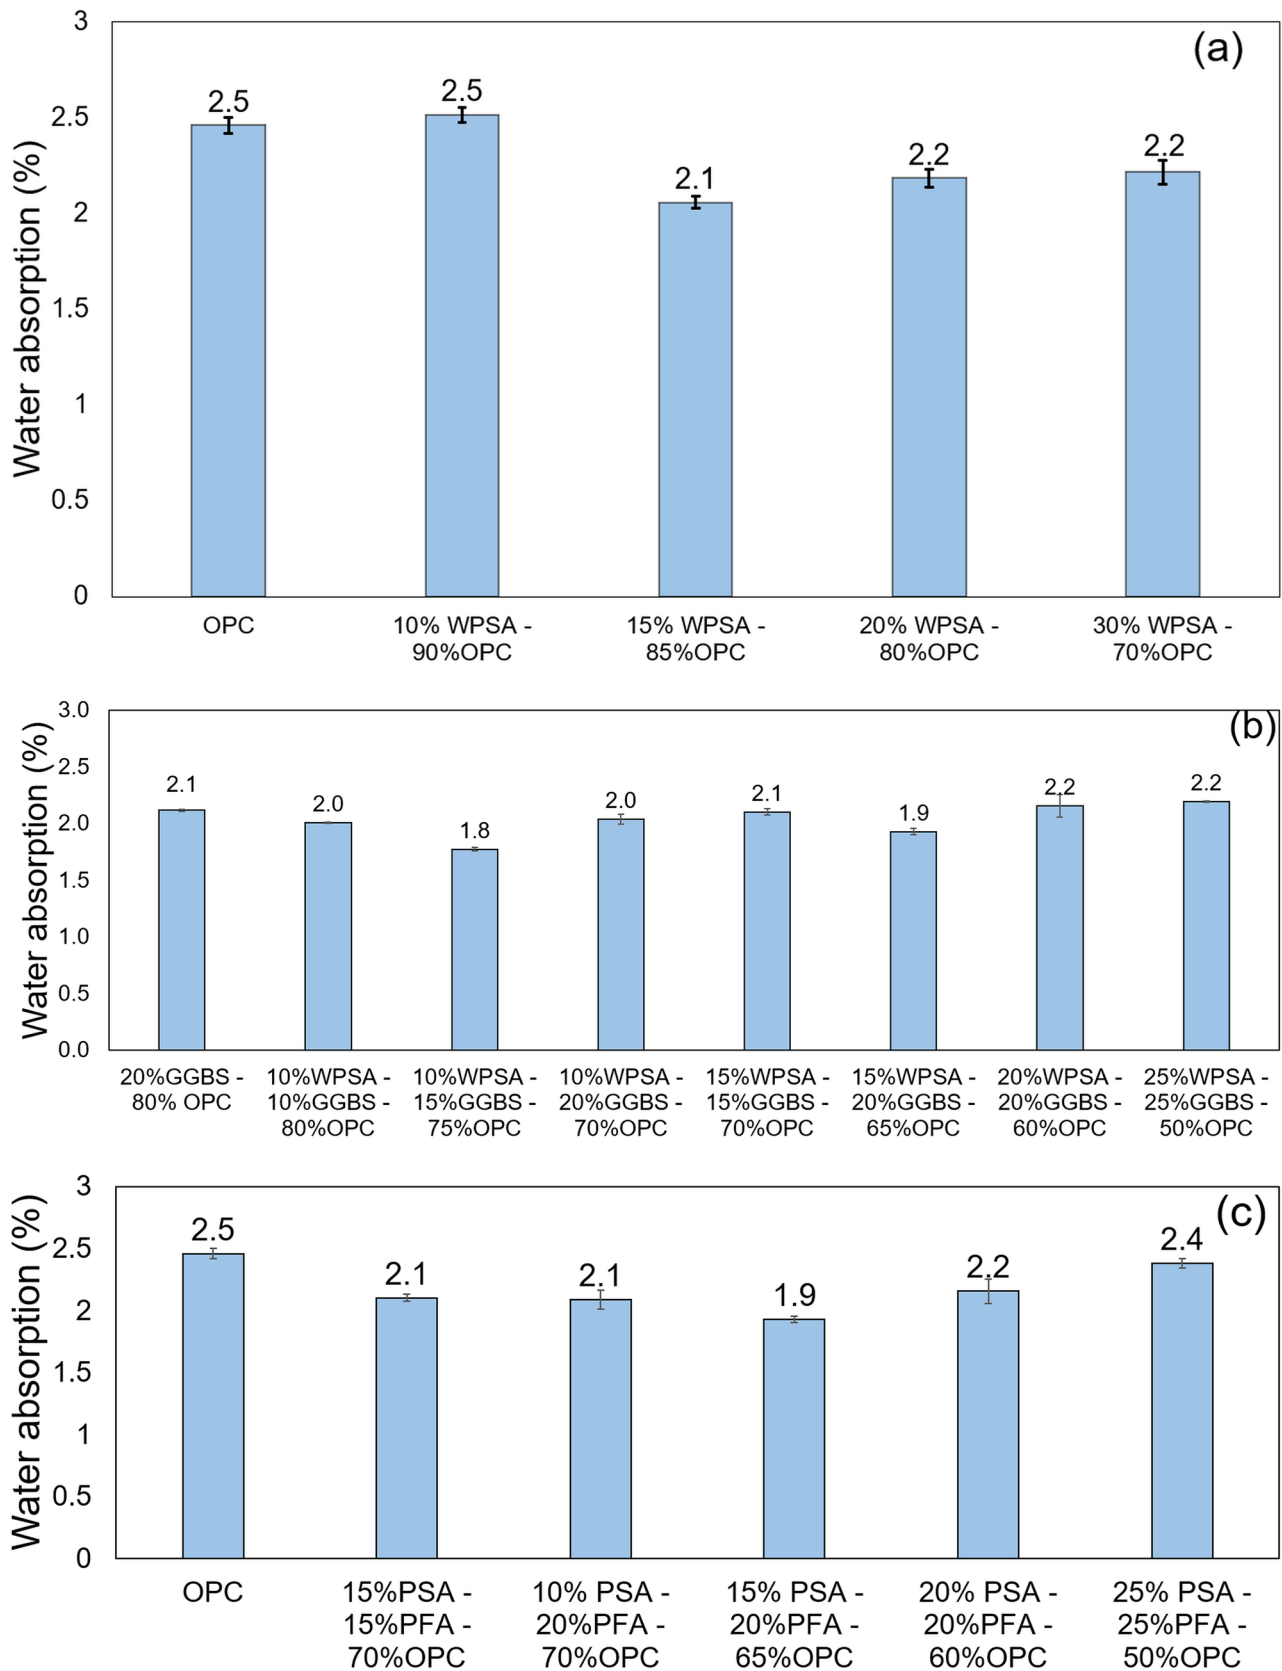 (a)
Water absorption (%)
3
2.5
2
1.5
1
0.5
0
2.5
2.5
2.1
2.2
2.2
OPC
10% WPSA -
90%OPC
15% WPSA -
85%OPC
20% WPSA -
80%OPC
30% WPSA -
70%OPC
(b)
Water absorption (%)
3.0
2.5
2.0
1.5
1.0
0.5
0.0
2.1
2.0
1.8
2.0
2.1
1.9
2.2
2.2
20%GGBS -
80% OPC
10%WPSA -
10%GGBS -
80%OPC
10%WPSA -
15%GGBS -
75%OPC
10%WPSA -
20%GGBS -
70%OPC
15%WPSA -
15%GGBS -
70%OPC
15%WPSA -
20%GGBS -
65%OPC
20%WPSA -
20%GGBS -
60%OPC
25%WPSA -
25%GGBS -
50%OPC
(c)
Water absorption (%)
3
2.5
2
1.5
1
0.5
0
2.5
2.1
2.1
1.9
2.2
2.4
OPC
15%PSA -
15%PFA -
70%OPC
10% PSA -
20%PFA -
70%OPC
15% PSA -
20%PFA -
65%OPC
20% PSA -
20%PFA -
60%OPC
25% PSA -
25%PFA -
50%OPC